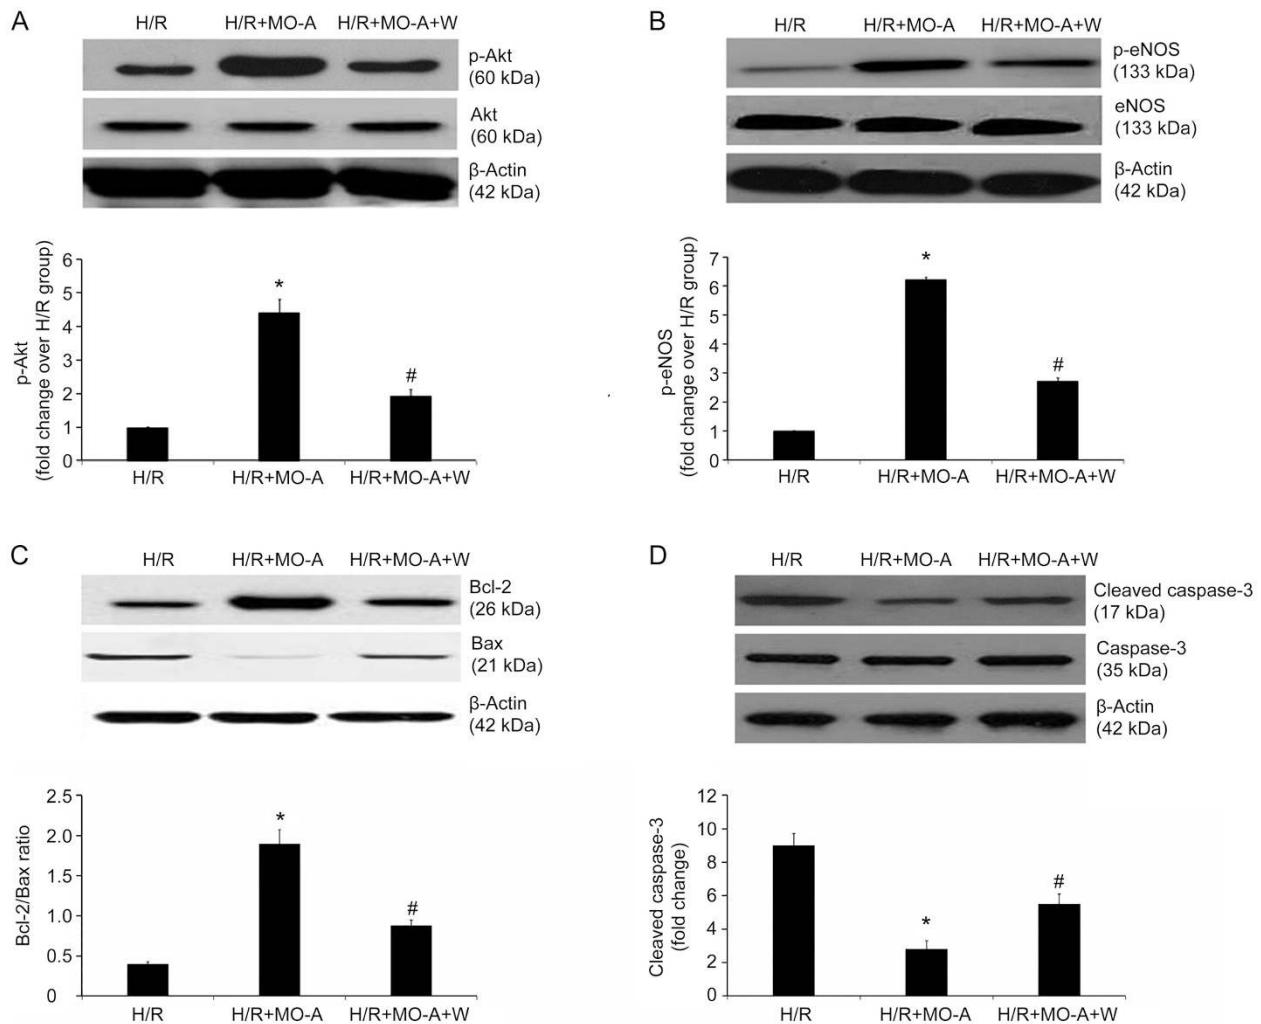 A
H/R H/R+MO-A H/R+MO-A+W
p-Akt
(60 kDa)
Akt
(60 kDa)
β-Actin
(42 kDa)
p-Akt
(fold change over H/R group)
6
5
4
3
2
1
0
*
#
H/R H/R+MO-A H/R+MO-A+W
B
H/R H/R+MO-A H/R+MO-A+W
p-eNOS
(133 kDa)
eNOS
(133 kDa)
β-Actin
(42 kDa)
p-eNOS
(fold change over H/R group)
7
6
5
4
3
2
1
0
*
#
H/R H/R+MO-A H/R+MO-A+W
C
H/R H/R+MO-A H/R+MO-A+W
Bcl-2
(26 kDa)
Bax
(21 kDa)
β-Actin
(42 kDa)
Bcl-2/Bax ratio
2.5
2.0
1.5
1.0
0.5
0
*
#
H/R H/R+MO-A H/R+MO-A+W
D
H/R H/R+MO-A H/R+MO-A+W
Cleaved caspase-3
(17 kDa)
Caspase-3
(35 kDa)
β-Actin
(42 kDa)
Cleaved caspase-3
(fold change)
12
10
8
6
4
2
0
*
#
H/R H/R+MO-A H/R+MO-A+W